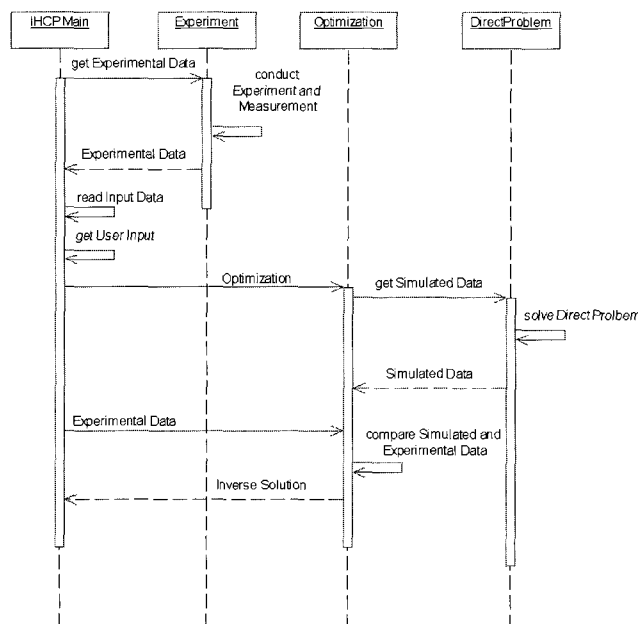 iHCPMain
Experiment
Optimization
DirectProblem
get Experimental Data
conduct
Experiment and
Measurement
Experimental Data
read Input Data
get User Input
Optimization
get Simulated Data
solve Direct Prolbem
Simulated Data
Experimental Data
compare Simulated and
Experimental Data
Inverse Solution